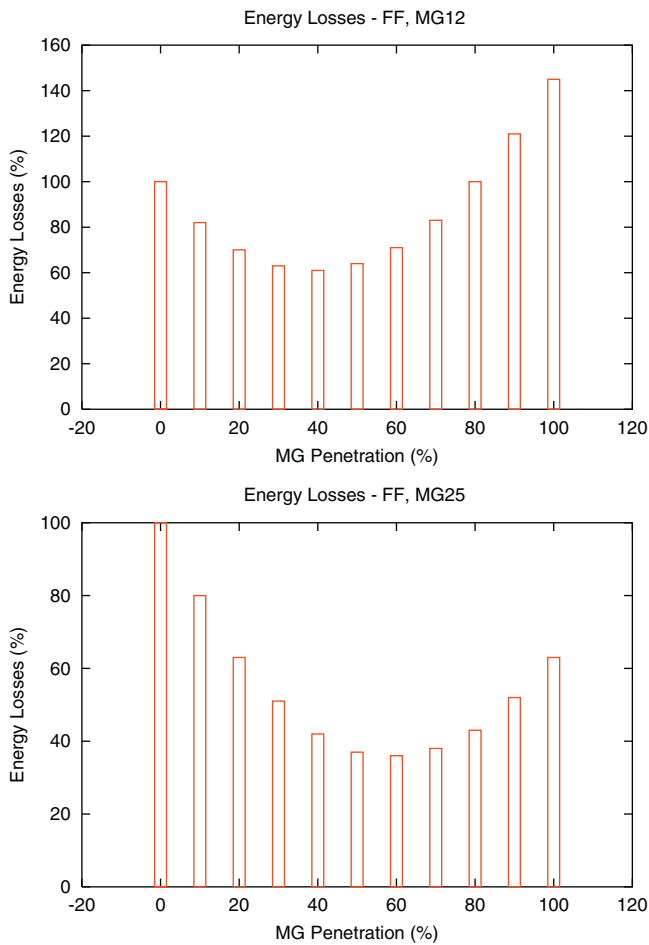 Energy Losses - FF, MG12
160
140
120
100
80
60
40
20
0
Energy Losses (%)
-20 0 20 40 60 80 100 120
MG Penetration (%)
Energy Losses - FF, MG25
100
80
60
40
20
0
Energy Losses (%)
-20 0 20 40 60 80 100 120
MG Penetration (%)